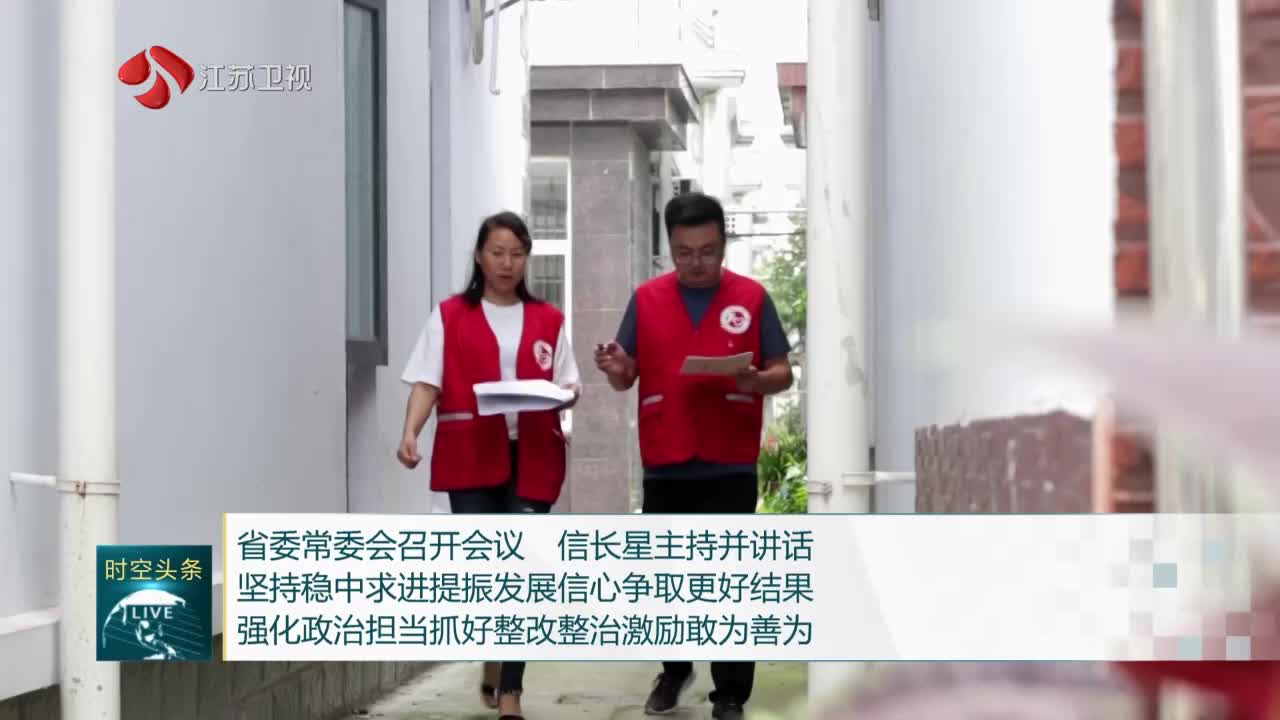 江苏卫视
省委常委会召开会议 信长星主持并讲话
时空头条
坚持稳中求进提振发展信心争取更好结果
LIVE
强化政治担当抓好整改整治激励敢为善为